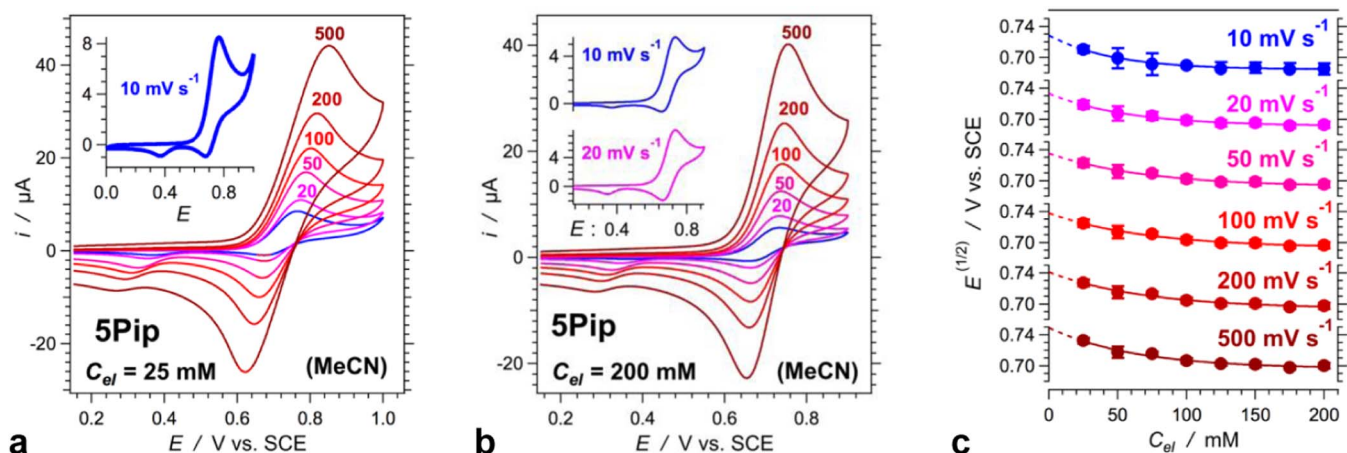 500
200
100
50
20
8
4
0
10 mV s⁻¹
0.0 0.4 0.8
E
40
20
0
-20
i / µA
5Pip
C_el = 25 mM
(MeCN)
0.2 0.4 0.6 0.8 1.0
E / V vs. SCE
a
500
200
100
50
20
10 mV s⁻¹
4
0
20 mV s⁻¹
4
0
E : 0.4 0.8
40
20
0
-20
i / µA
5Pip
C_el = 200 mM
(MeCN)
0.2 0.4 0.6 0.8
E / V vs. SCE
b
0.74
0.70
10 mV s⁻¹
0.74
0.70
20 mV s⁻¹
0.74
0.70
50 mV s⁻¹
0.74
0.70
100 mV s⁻¹
0.74
0.70
200 mV s⁻¹
0.74
0.70
500 mV s⁻¹
E^(1/2) / V vs. SCE
0 50 100 150 200
C_el / mM
c